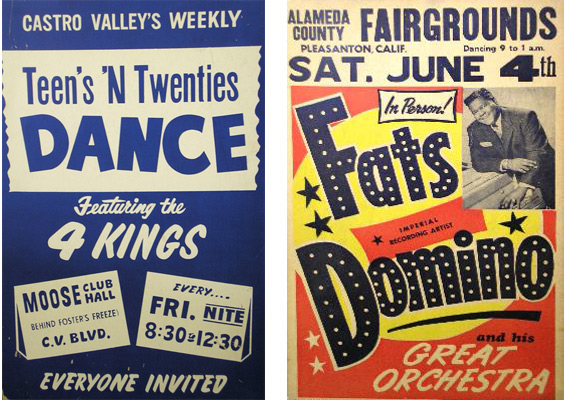 CASTRO VALLEY'S WEEKLY
Teen's 'N Twenties
DANCE
Featuring the
4 KINGS
MOOSE CLUB HALL
BEHIND FOSTER'S FREEZE!
C.V. BLVD.
EVERY....
FRI. NITE
8:30 to 12:30
EVERYONE INVITED
ALAMEDA COUNTY FAIRGROUNDS
PLEASANTON, CALIF. Dancing 9 to 1 a.m.
SAT. JUNE 4th
In Person!
Fats
IMPERIAL
RECORDING ARTIST
Domino
and his
GREAT
ORCHESTRA